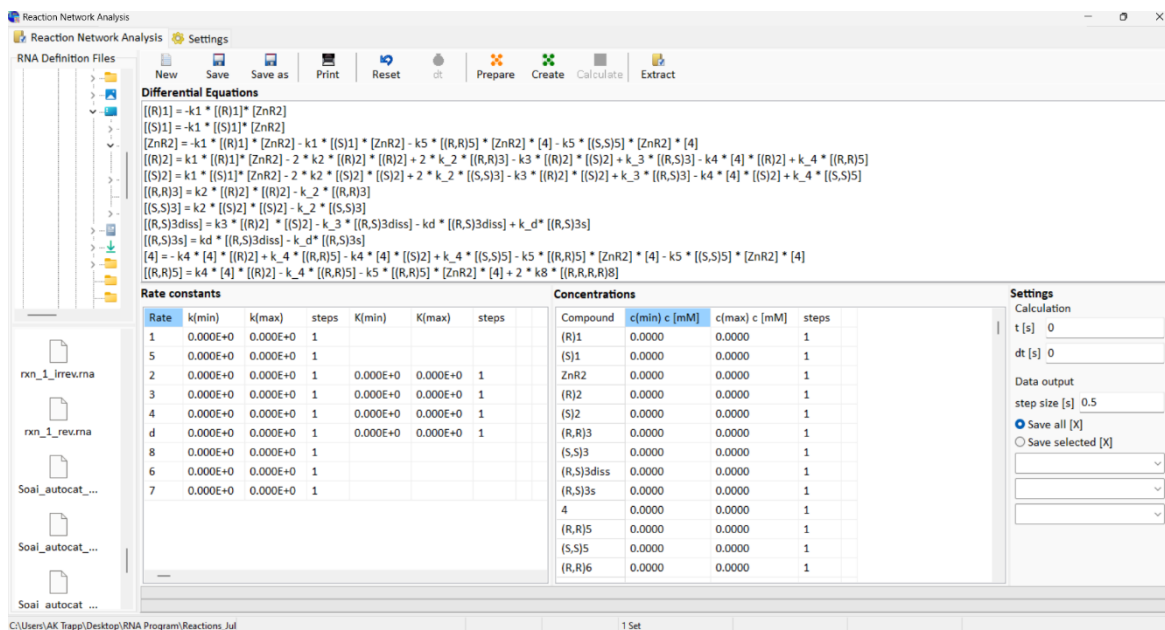 Reaction Network Analysis
Reaction Network Analysis Settings
RNA Definition Files
New Save Save as Print Reset dt Prepare Create Calculate Extract
Differential Equations
[(R)1] = -k1 * [(R)1]* [ZnR2]
[(S)1] = -k1 * [(S)1]* [ZnR2]
[ZnR2] = -k1 * [(R)1] * [ZnR2] - k1 * [(S)1] * [ZnR2] - k5 * [(R,R)5] * [ZnR2] * [4] - k5 * [(S,S)5] * [ZnR2] * [4]
[(R)2] = k1 * [(R)1]* [ZnR2] - 2 * k2 * [(R)2] * [(R)2] + 2 * k_2 * [(R,R)3] - k3 * [(R)2] * [(S)2] + k_3 * [(R,S)3] - k4 * [4] * [(R)2] + k_4 * [(R,R)5]
[(S)2] = k1 * [(S)1]* [ZnR2] - 2 * k2 * [(S)2] * [(S)2] + 2 * k_2 * [(S,S)3] - k3 * [(R)2] * [(S)2] + k_3 * [(R,S)3] - k4 * [4] * [(S)2] + k_4 * [(S,S)5]
[(R,R)3] = k2 * [(R)2] * [(R)2] - k_2 * [(R,R)3]
[(S,S)3] = k2 * [(S)2] * [(S)2] - k_2 * [(S,S)3]
[(R,S)3diss] = k3 * [(R)2] * [(S)2] - k_3 * [(R,S)3diss] - kd * [(R,S)3diss] + k_d* [(R,S)3s]
[(R,S)3s] = kd * [(R,S)3diss] - k_d* [(R,S)3s]
[4] = - k4 * [4] * [(R)2] + k_4 * [(R,R)5] - k4 * [4] * [(S)2] + k_4 * [(S,S)5] - k5 * [(R,R)5] * [ZnR2] * [4] - k5 * [(S,S)5] * [ZnR2] * [4]
[(R,R)5] = k4 * [4] * [(R)2] - k_4 * [(R,R)5] - k5 * [(R,R)5] * [ZnR2] * [4] + 2 * k8 * [(R,R,R,R)8]
Rate constants
Rate k(min) k(max) steps K(min) K(max) steps
1 0.000E+0 0.000E+0 1
5 0.000E+0 0.000E+0 1
2 0.000E+0 0.000E+0 1 0.000E+0 0.000E+0 1
3 0.000E+0 0.000E+0 1 0.000E+0 0.000E+0 1
4 0.000E+0 0.000E+0 1 0.000E+0 0.000E+0 1
d 0.000E+0 0.000E+0 1 0.000E+0 0.000E+0 1
8 0.000E+0 0.000E+0 1
6 0.000E+0 0.000E+0 1
7 0.000E+0 0.000E+0 1
Concentrations
Compound c(min) c [mM] c(max) c [mM] steps
(R)1 0.0000 0.0000 1
(S)1 0.0000 0.0000 1
ZnR2 0.0000 0.0000 1
(R)2 0.0000 0.0000 1
(S)2 0.0000 0.0000 1
(R,R)3 0.0000 0.0000 1
(S,S)3 0.0000 0.0000 1
(R,S)3diss 0.0000 0.0000 1
(R,S)3s 0.0000 0.0000 1
4 0.0000 0.0000 1
(R,R)5 0.0000 0.0000 1
(S,S)5 0.0000 0.0000 1
(R,R)6 0.0000 0.0000 1
Settings
Calculation
t [s] 0
dt [s] 0
Data output
step size [s] 0.5
Save all [X]
Save selected [X]
rxn_1_irrev.rna
rxn_1_rev.rna
Soai_autocat_...
Soai_autocat_...
Soai_autocat_...
C:\Users\AK Trapp\Desktop\RNA Program\Reactions_Jul
1 Set